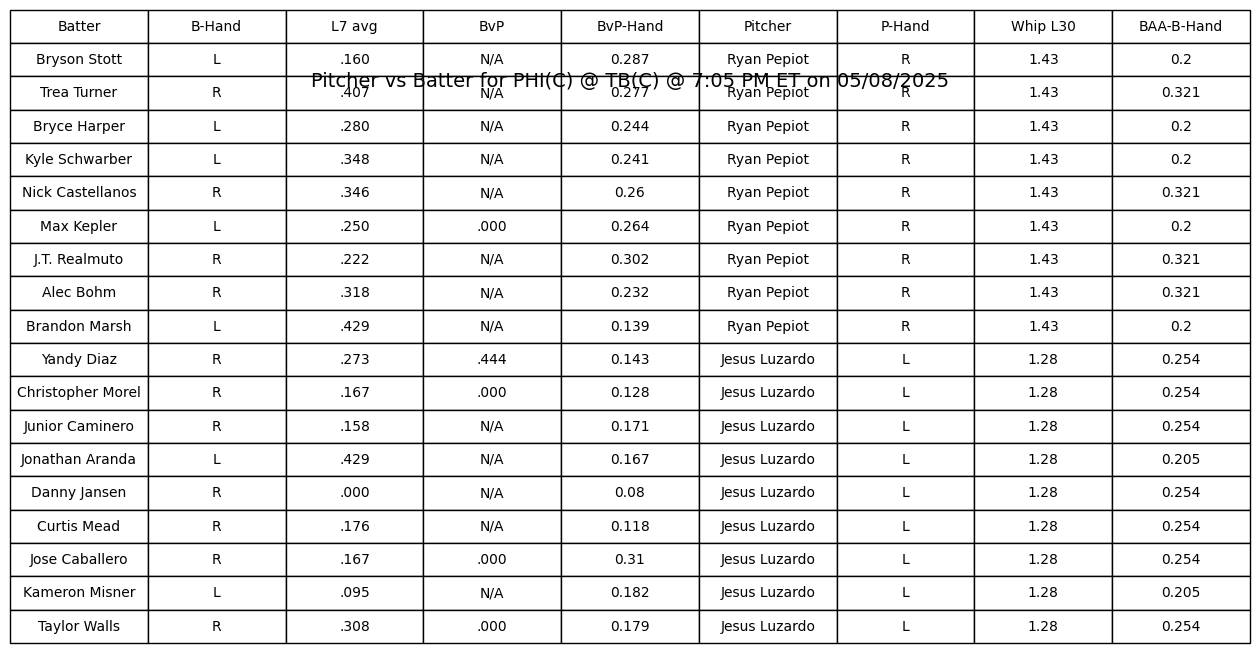 Batter B-Hand L7 avg BvP BvP-Hand Pitcher P-Hand Whip L30 BAA-B-Hand
Bryson Stott L .160 N/A 0.287 Ryan Pepiot R 1.43 0.2
Pitcher vs Batter for PHI(C) @ TB(C) @ 7:05 PM ET on 05/08/2025
Trea Turner R .407 N/A 0.277 Ryan Pepiot R 1.43 0.321
Bryce Harper L .280 N/A 0.244 Ryan Pepiot R 1.43 0.2
Kyle Schwarber L .348 N/A 0.241 Ryan Pepiot R 1.43 0.2
Nick Castellanos R .346 N/A 0.26 Ryan Pepiot R 1.43 0.321
Max Kepler L .250 .000 0.264 Ryan Pepiot R 1.43 0.2
J.T. Realmuto R .222 N/A 0.302 Ryan Pepiot R 1.43 0.321
Alec Bohm R .318 N/A 0.232 Ryan Pepiot R 1.43 0.321
Brandon Marsh L .429 N/A 0.139 Ryan Pepiot R 1.43 0.2
Yandy Diaz R .273 .444 0.143 Jesus Luzardo L 1.28 0.254
Christopher Morel R .167 .000 0.128 Jesus Luzardo L 1.28 0.254
Junior Caminero R .158 N/A 0.171 Jesus Luzardo L 1.28 0.254
Jonathan Aranda L .429 N/A 0.167 Jesus Luzardo L 1.28 0.205
Danny Jansen R .000 N/A 0.08 Jesus Luzardo L 1.28 0.254
Curtis Mead R .176 N/A 0.118 Jesus Luzardo L 1.28 0.254
Jose Caballero R .167 .000 0.31 Jesus Luzardo L 1.28 0.254
Kameron Misner L .095 N/A 0.182 Jesus Luzardo L 1.28 0.205
Taylor Walls R .308 .000 0.179 Jesus Luzardo L 1.28 0.254